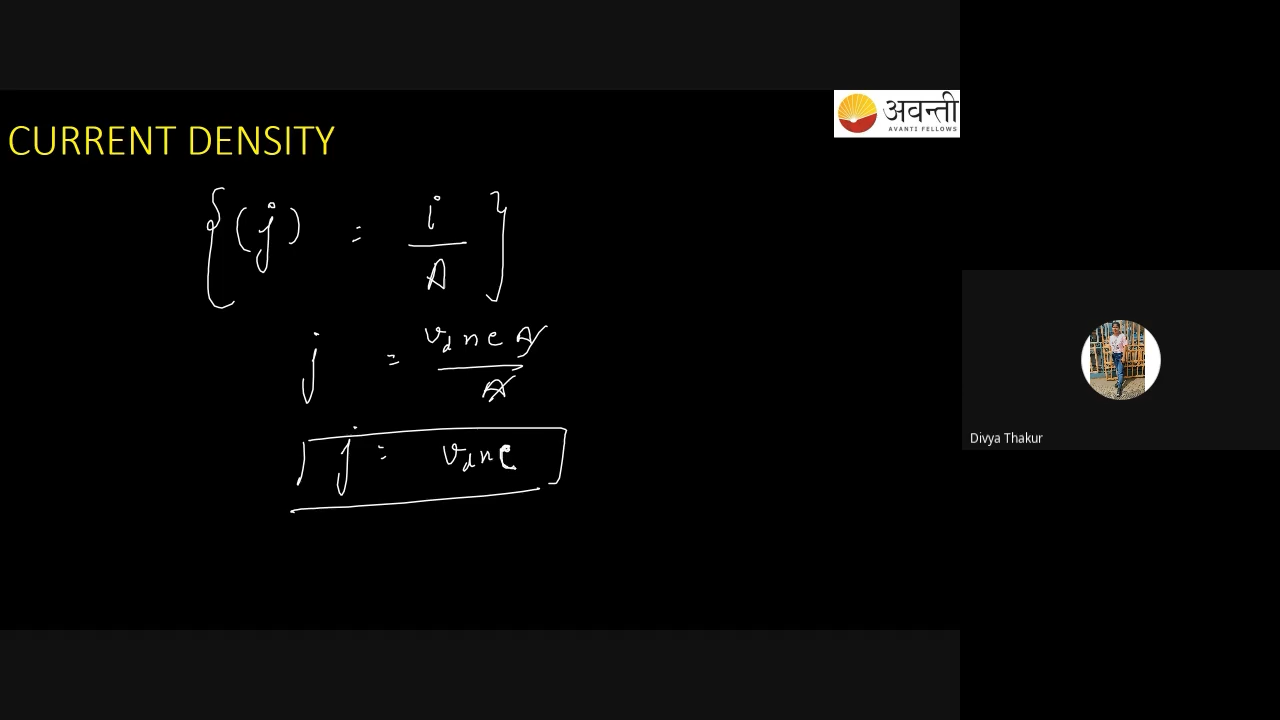 अवन्ती
AVANTI FELLOWS
CURRENT DENSITY
{(j) = i/A}
j = v_d n e A / A
j = v_d n e
Divya Thakur